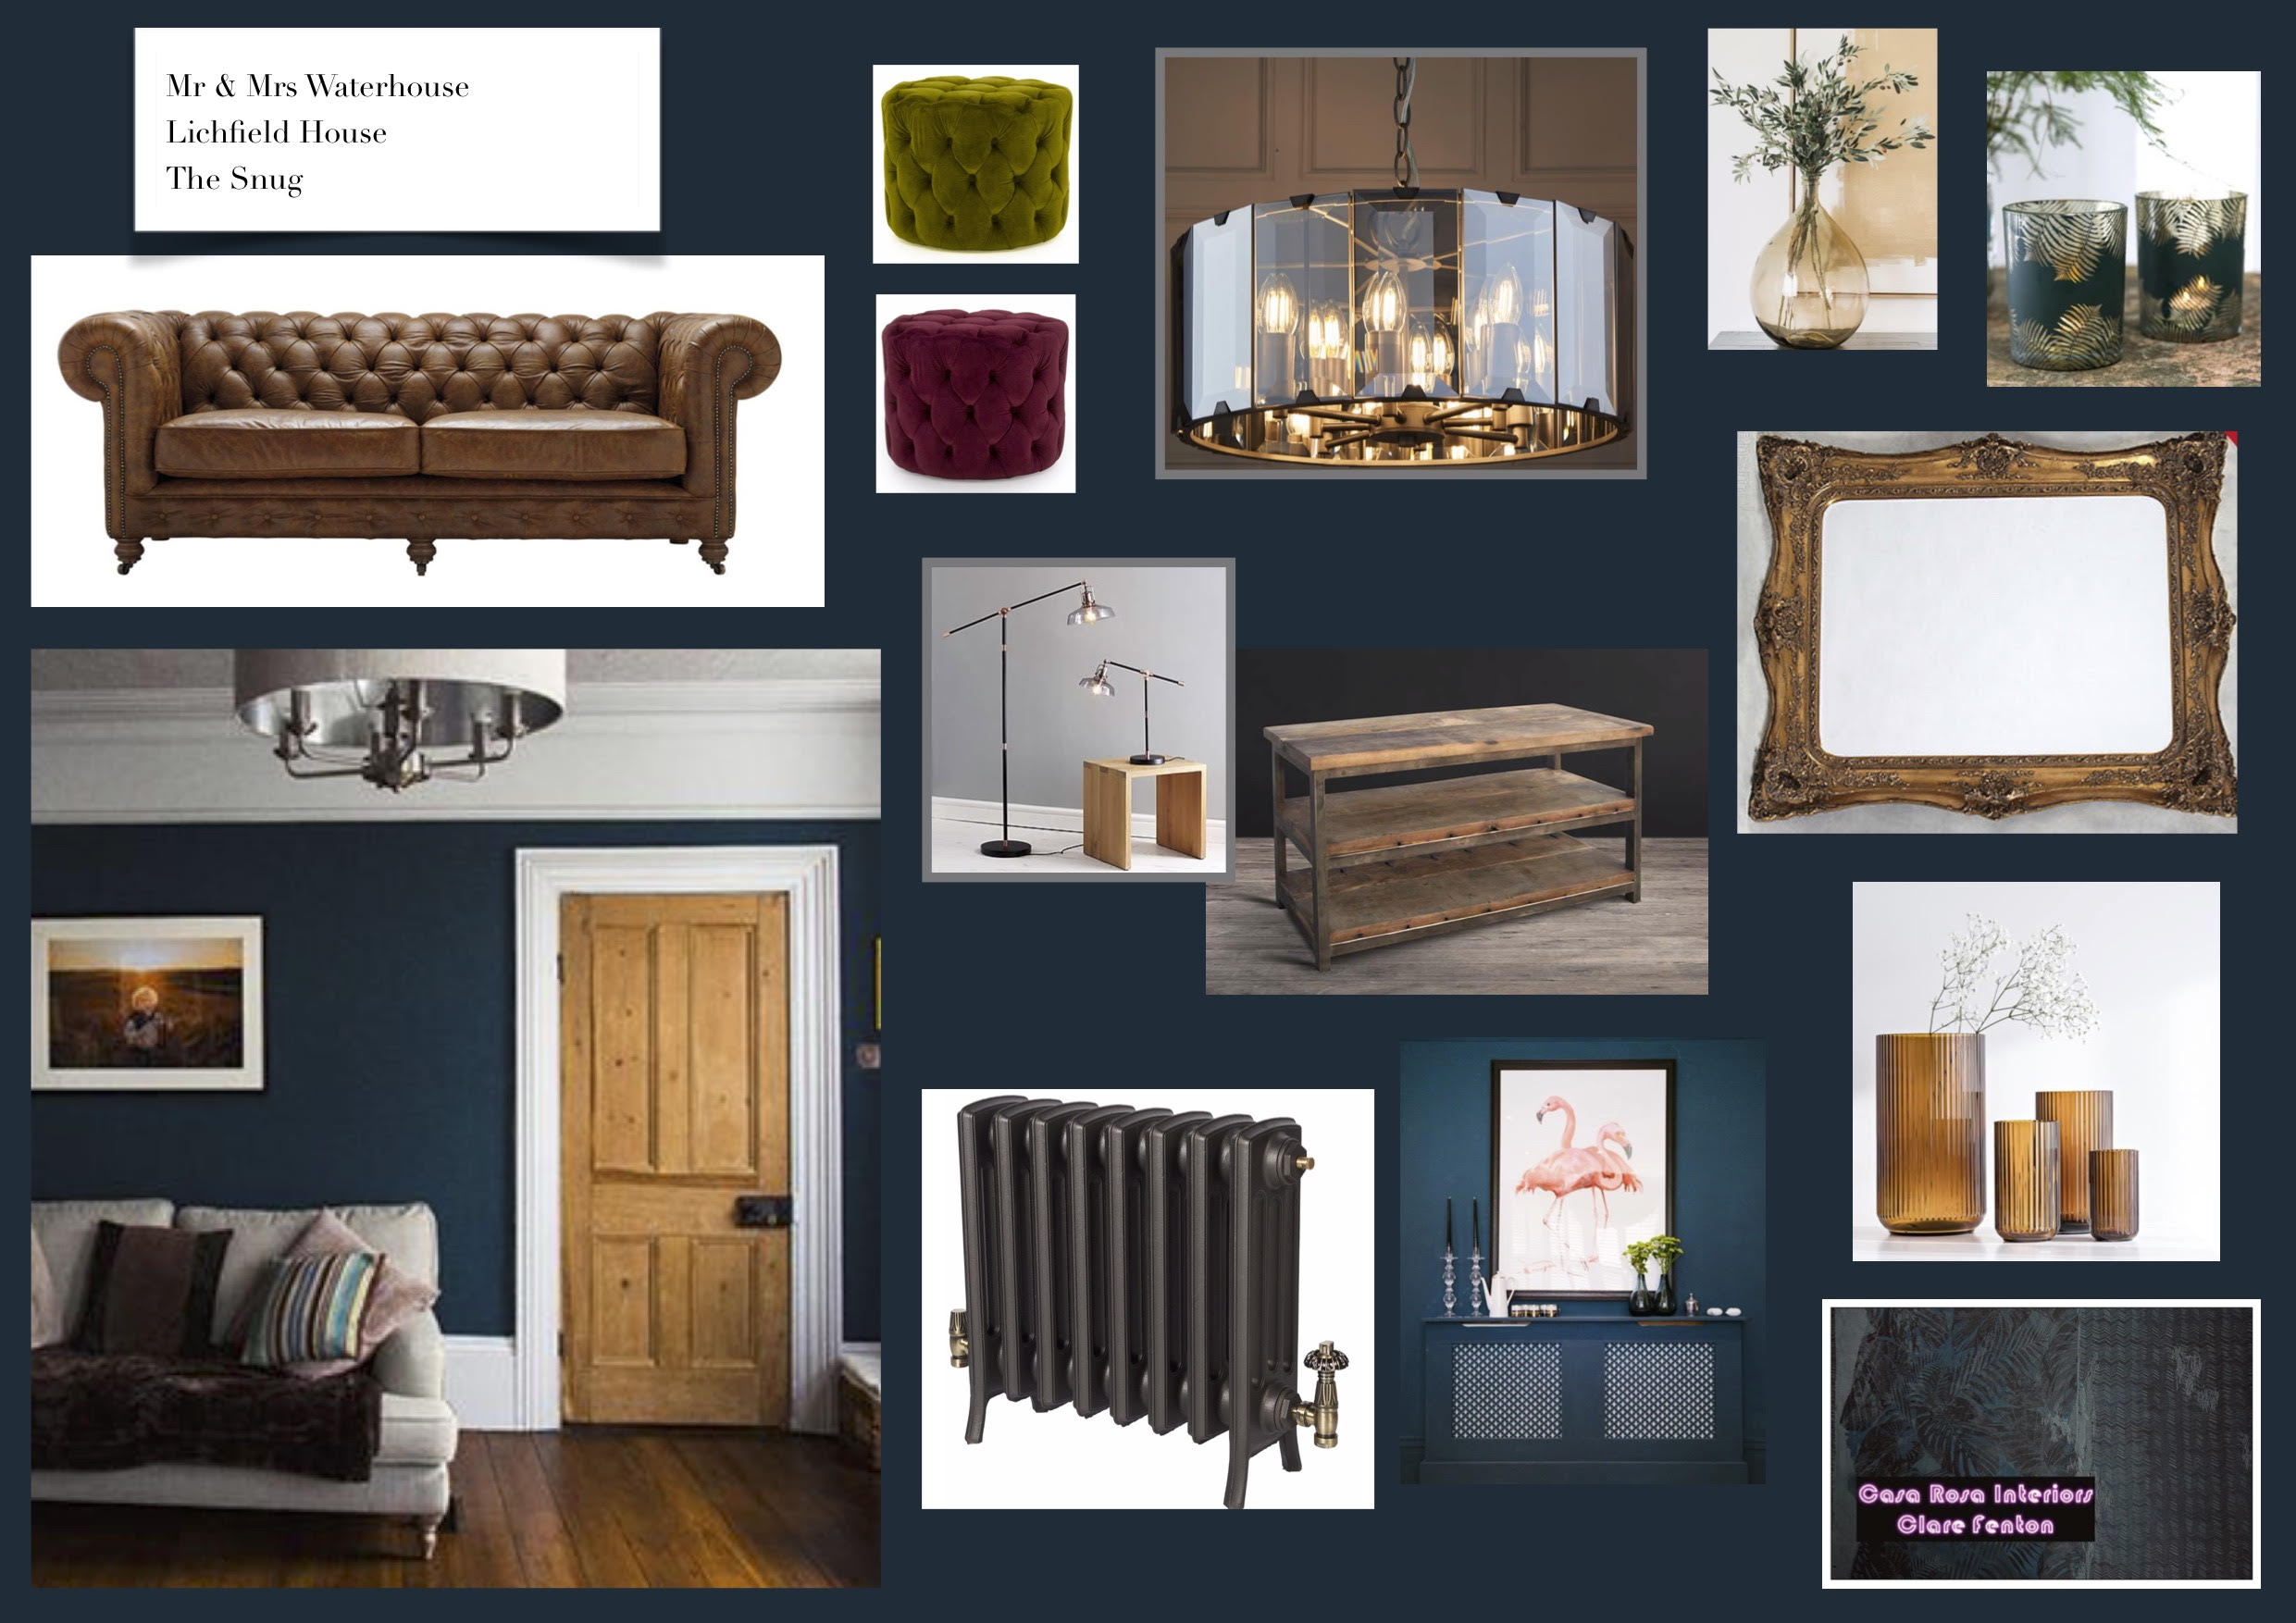 Mr & Mrs Waterhouse
Lichfield House
The Snug
Casa Rosa Interiors
Clare Fenton